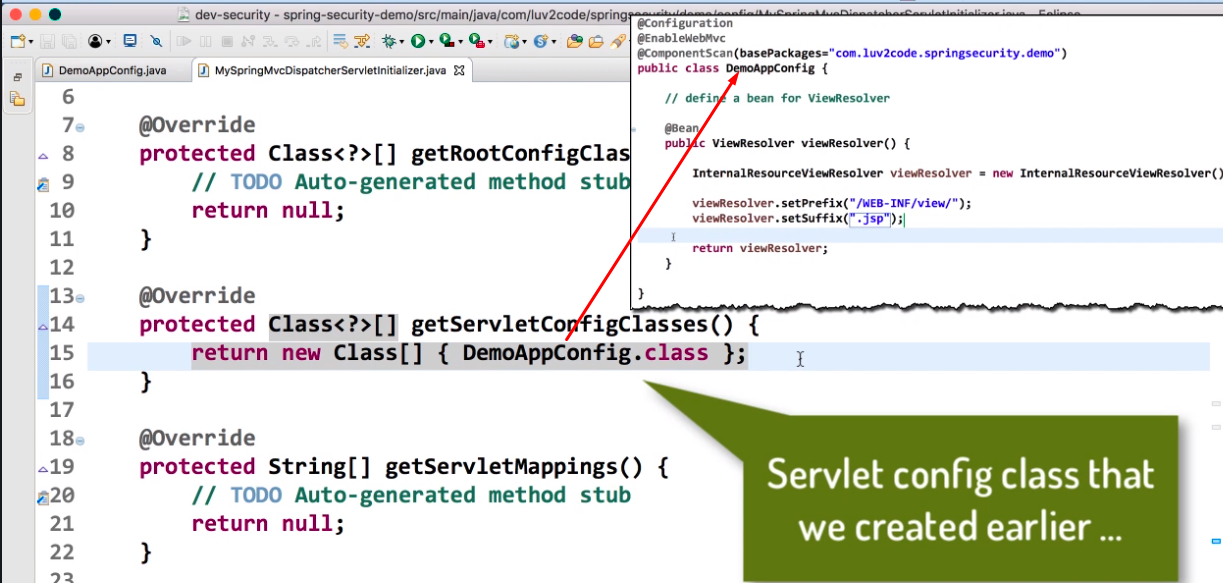 dev-security - spring-security-demo/src/main/java/com/luv2code/springsecurity/demo/config/MySpringMvcDispatcherServletInitializer.java - Eclipse
DemoAppConfig.java
MySpringMvcDispatcherServletInitializer.java
6
7 @Override
8 protected Class<?>[] getRootConfigClas
9 // TODO Auto-generated method stub
10 return null;
11 }
12
13 @Override
14 protected Class<?>[] getServletConfigClasses() {
15 return new Class[] { DemoAppConfig.class };
16 }
17
18 @Override
19 protected String[] getServletMappings() {
20 // TODO Auto-generated method stub
21 return null;
22 }
23
@Configuration
@EnableWebMvc
@ComponentScan(basePackages="com.luv2code.springsecurity.demo")
public class DemoAppConfig {
// define a bean for ViewResolver
@Bean
public ViewResolver viewResolver() {
InternalResourceViewResolver viewResolver = new InternalResourceViewResolver()
viewResolver.setPrefix("/WEB-INF/view/");
viewResolver.setSuffix(".jsp");
return viewResolver;
}
}
Servlet config class that
we created earlier ...